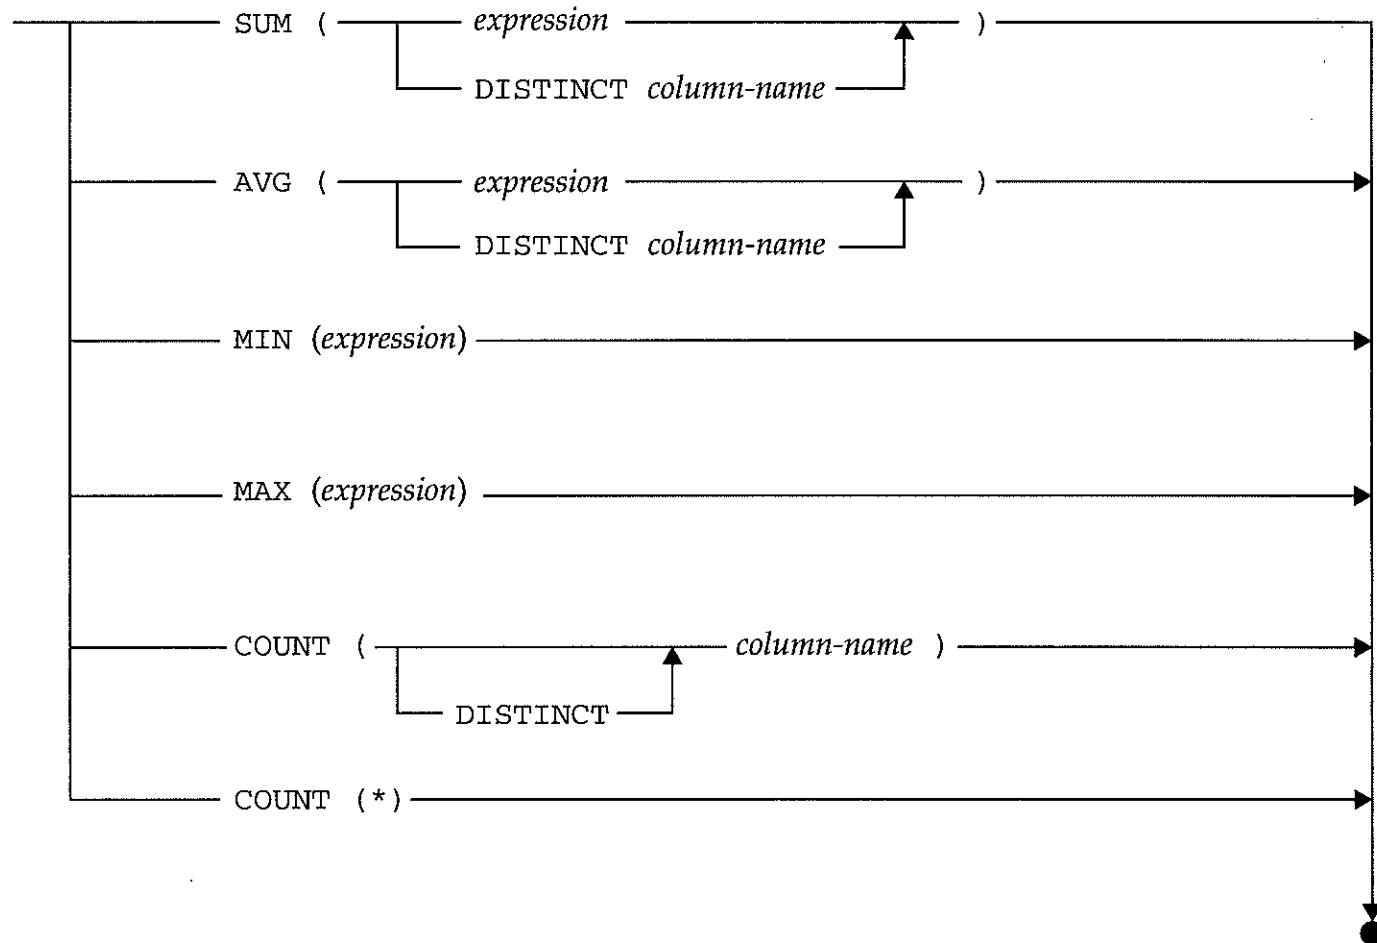 SUM ( expression )
DISTINCT column-name
AVG ( expression )
DISTINCT column-name
MIN (expression)
MAX (expression)
COUNT ( column-name )
DISTINCT
COUNT (*)